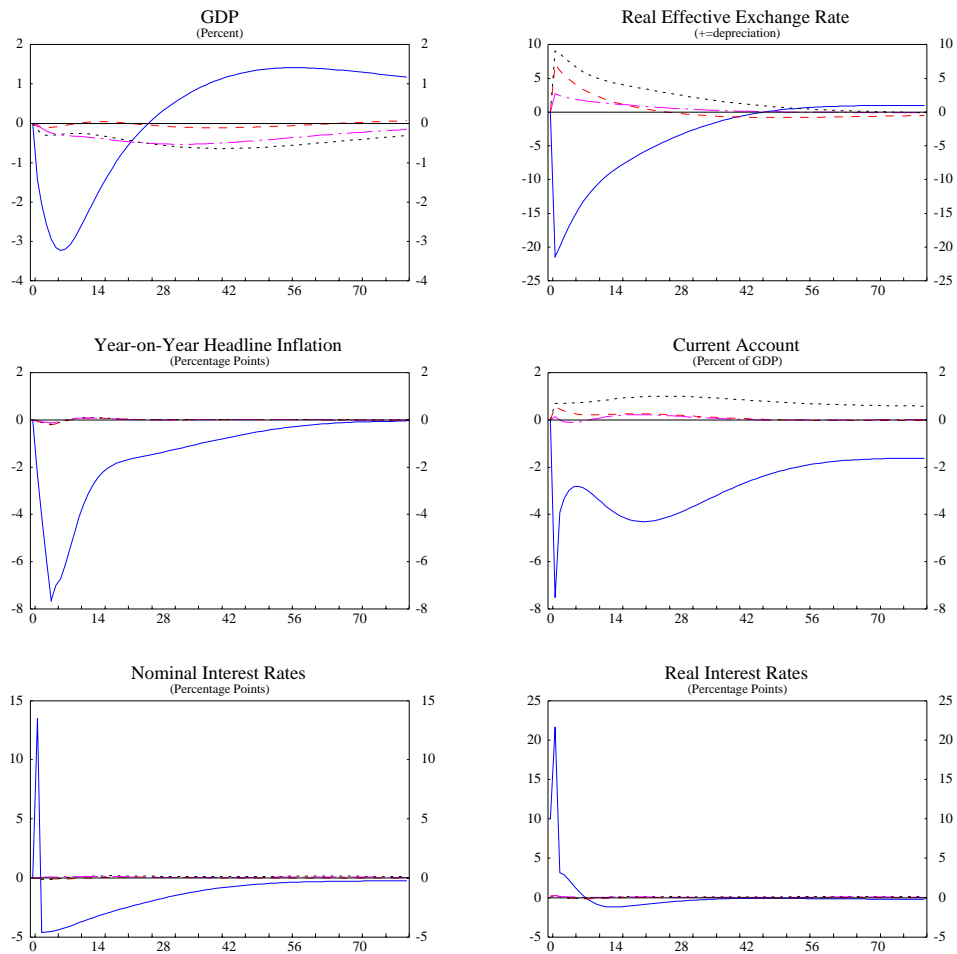 GDP
(Percent)
2 2
1 1
0 0
-1 -1
-2 -2
-3 -3
-4 -4
0 14 28 42 56 70
Real Effective Exchange Rate
(+=depreciation)
10 10
5 5
0 0
-5 -5
-10 -10
-15 -15
-20 -20
-25 -25
0 14 28 42 56 70
Year-on-Year Headline Inflation
(Percentage Points)
2 2
0 0
-2 -2
-4 -4
-6 -6
-8 -8
0 14 28 42 56 70
Current Account
(Percent of GDP)
2 2
0 0
-2 -2
-4 -4
-6 -6
-8 -8
0 14 28 42 56 70
Nominal Interest Rates
(Percentage Points)
15 15
10 10
5 5
0 0
-5 -5
0 14 28 42 56 70
Real Interest Rates
(Percentage Points)
25 25
20 20
15 15
10 10
5 5
0 0
-5 -5
0 14 28 42 56 70